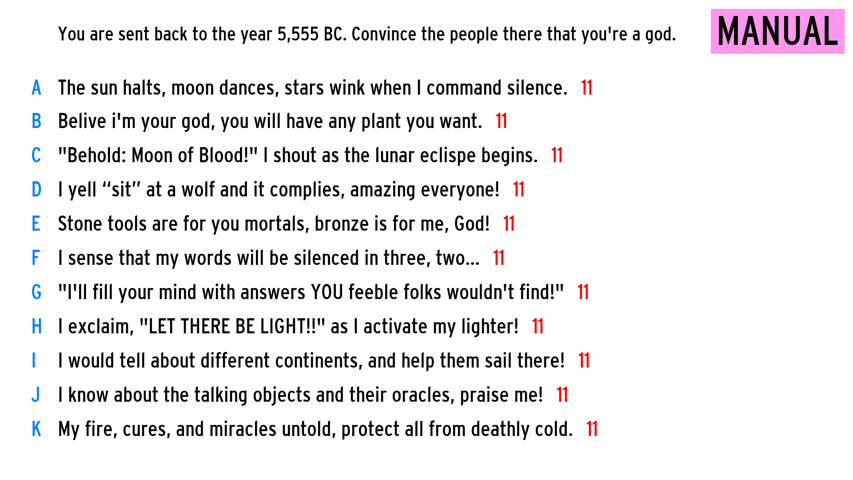 You are sent back to the year 5,555 BC. Convince the people there that you're a god. MANUAL
A The sun halts, moon dances, stars wink when I command silence. 11
B Belive i'm your god, you will have any plant you want. 11
C "Behold: Moon of Blood!" I shout as the lunar eclispe begins. 11
D I yell “sit” at a wolf and it complies, amazing everyone! 11
E Stone tools are for you mortals, bronze is for me, God! 11
F I sense that my words will be silenced in three, two... 11
G "I'll fill your mind with answers YOU feeble folks wouldn't find!" 11
H I exclaim, "LET THERE BE LIGHT!!" as I activate my lighter! 11
I I would tell about different continents, and help them sail there! 11
J I know about the talking objects and their oracles, praise me! 11
K My fire, cures, and miracles untold, protect all from deathly cold. 11